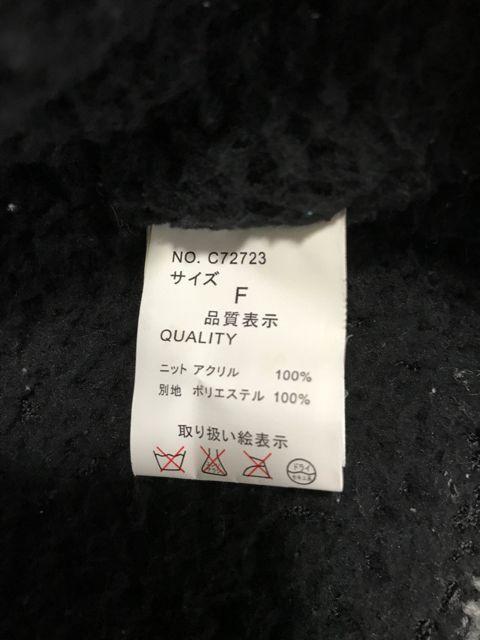 NO. C72723
サイズ
F
品質表示
QUALITY
ニット アクリル 100%
別地 ポリエステル 100%
取り扱い絵表示
ドライ